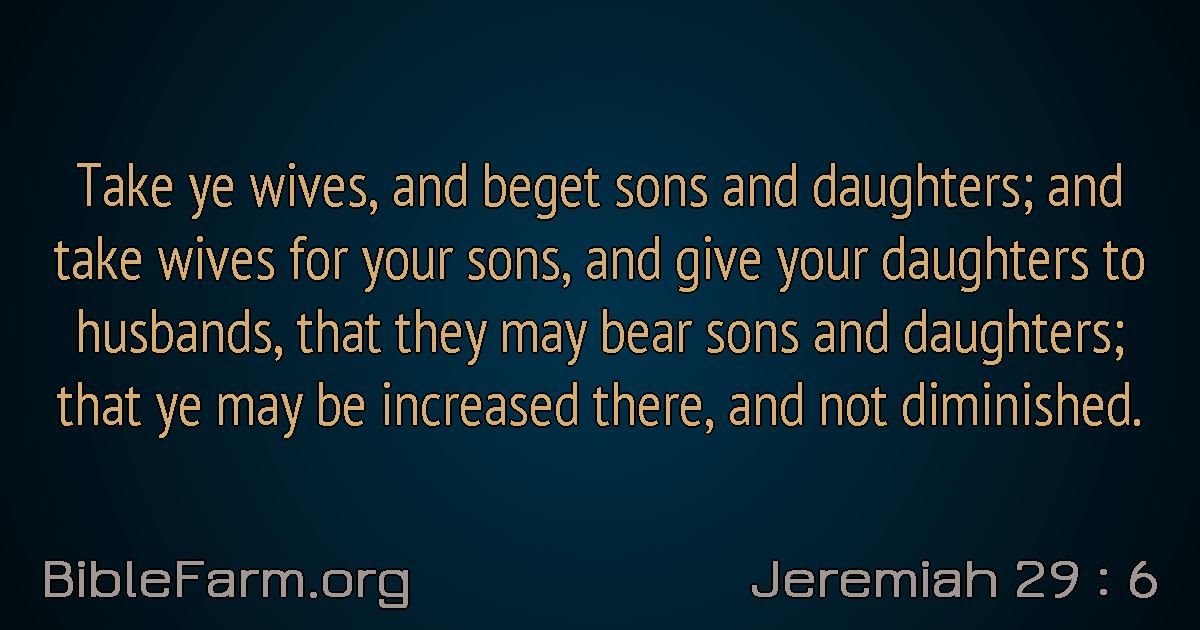 Take ye wives, and beget sons and daughters; and
take wives for your sons, and give your daughters to
husbands, that they may bear sons and daughters;
that ye may be increased there, and not diminished.
BibleFarm.org
Jeremiah 29 : 6